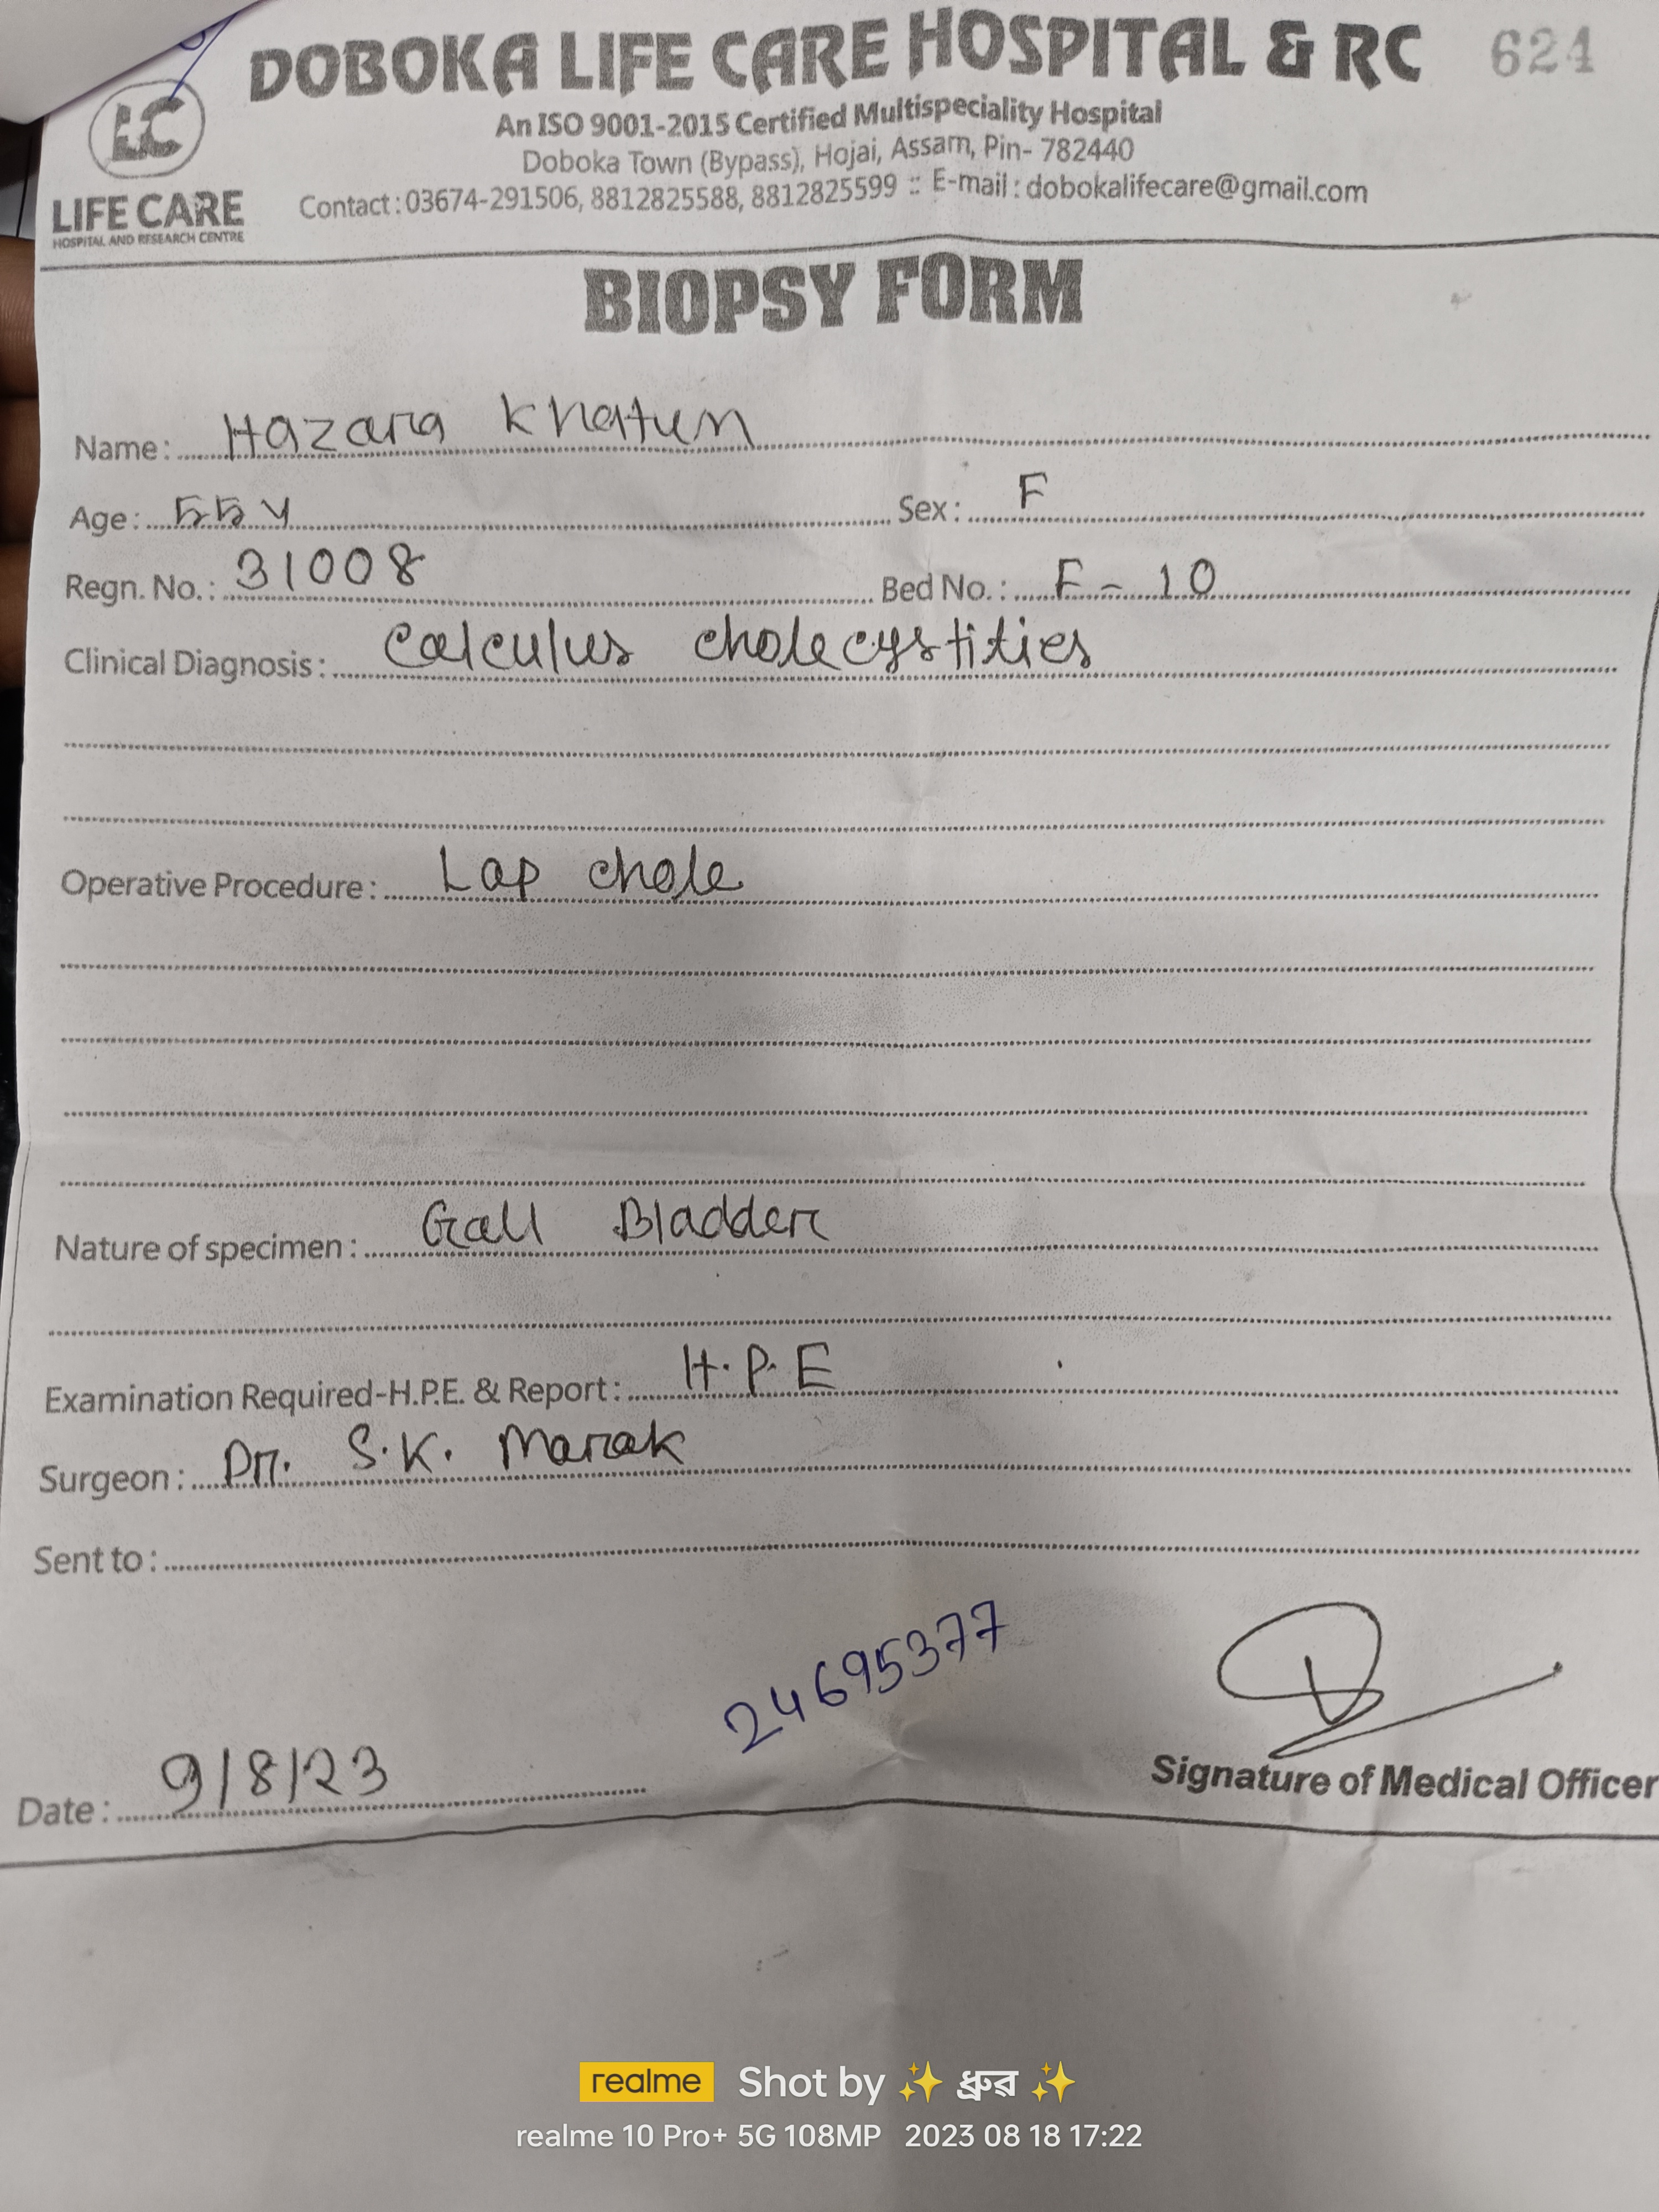 DOBOKA LIFE CARE HOSPITAL & RC 624
An ISO 9001-2015 Certified Multispeciality Hospital
Doboka Town (Bypass), Hojai, Assam, Pin- 782440
Contact : 03674-291506, 8812825588, 8812825599 :: E-mail : dobokalifecare@gmail.com
LC
LIFE CARE
HOSPITAL AND RESEARCH CENTRE
BIOPSY FORM
Name : Hazara Khatun
Age : 55y Sex : F
Regn. No. : 31008 Bed No. : F - 10
Clinical Diagnosis : Calculus cholecystities
Operative Procedure : Lap chole
Nature of specimen : Gall Bladder
Examination Required-H.P.E. & Report : H.P.E
Surgeon : Dr. S.K. Marak
Sent to :
24695377
Signature of Medical Officer
Date : 9/8/23
realme Shot by ✨ ধ্ৰুৱ ✨
realme 10 Pro+ 5G 108MP 2023 08 18 17:22